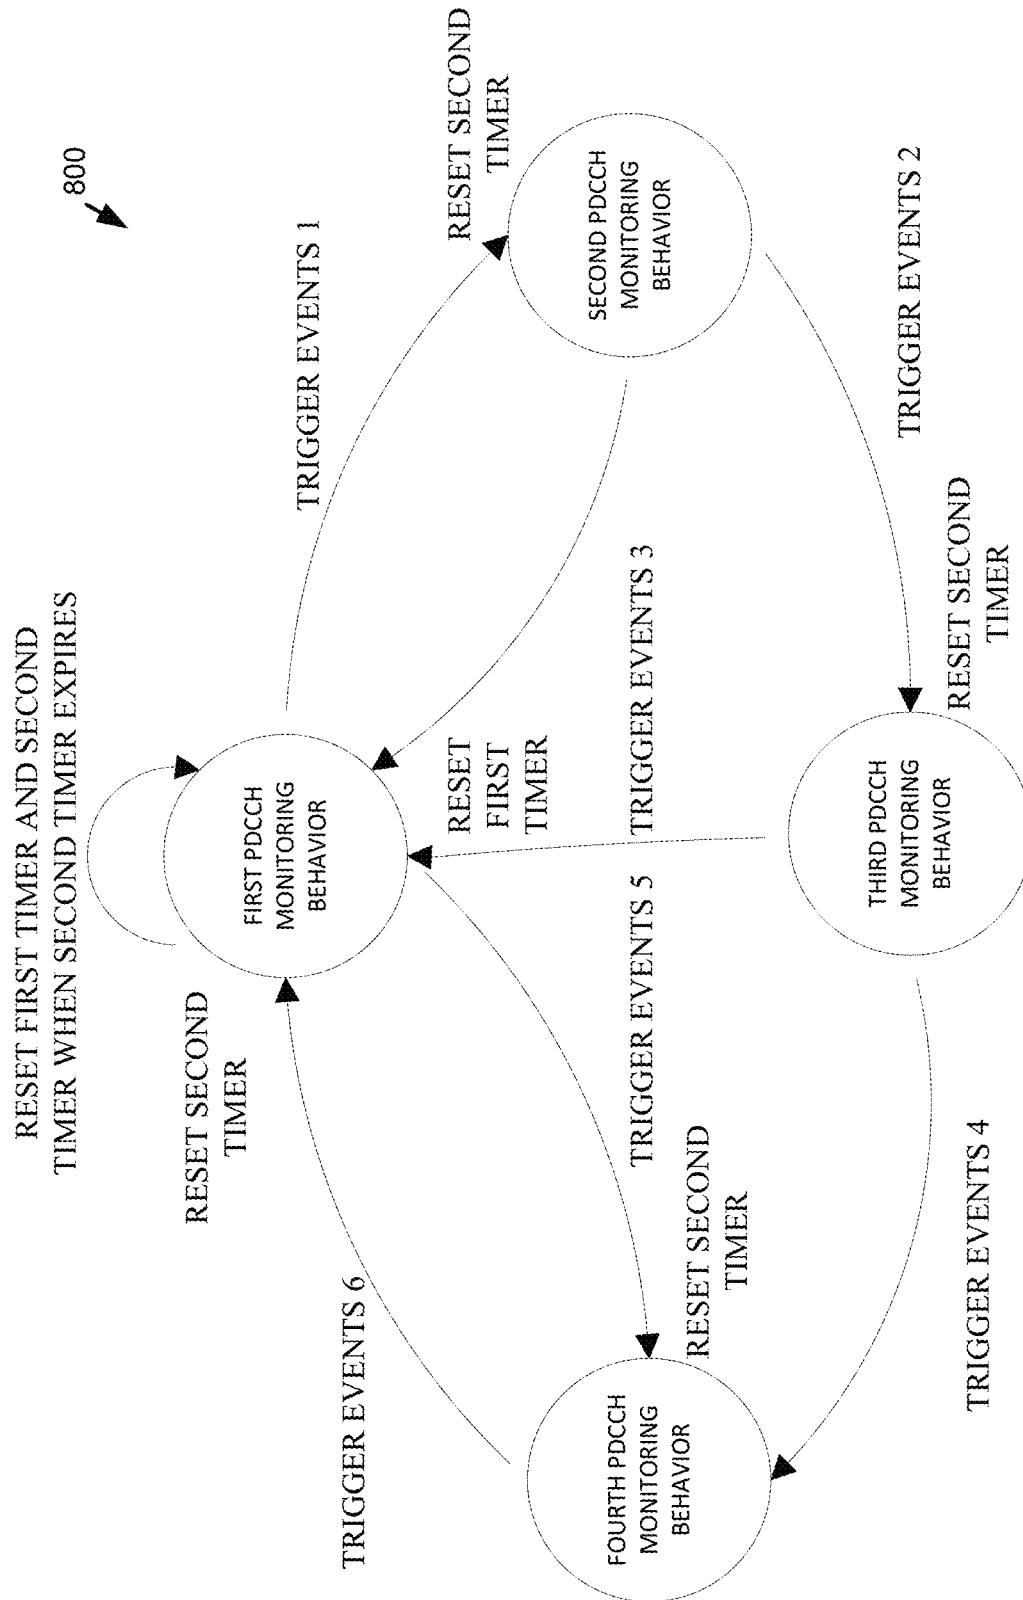 800
RESET FIRST TIMER AND SECOND
TIMER WHEN SECOND TIMER EXPIRES
TRIGGER EVENTS 1
RESET SECOND
TIMER
FIRST PDCCH
MONITORING
BEHAVIOR
RESET SECOND
TIMER
TRIGGER EVENTS 6
SECOND PDCCH
MONITORING
BEHAVIOR
RESET
FIRST
TIMER
TRIGGER EVENTS 3
TRIGGER EVENTS 5
RESET SECOND
TIMER
FOURTH PDCCH
MONITORING
BEHAVIOR
TRIGGER EVENTS 2
THIRD PDCCH
MONITORING
BEHAVIOR
RESET SECOND
TIMER
TRIGGER EVENTS 4